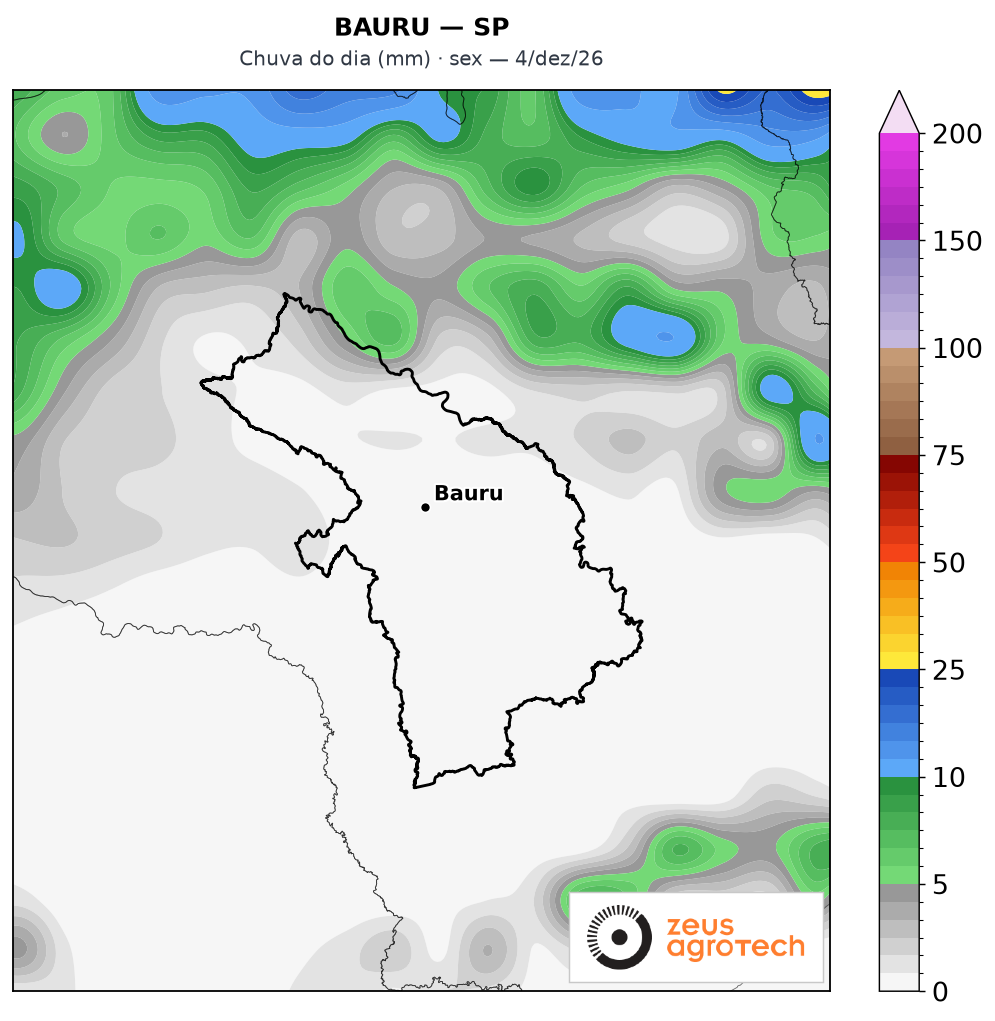 BAURU — SP
Chuva do dia (mm) · sex — 4/dez/26
200
150
100
75
50
25
10
5
0
Bauru
zeus
agrotech